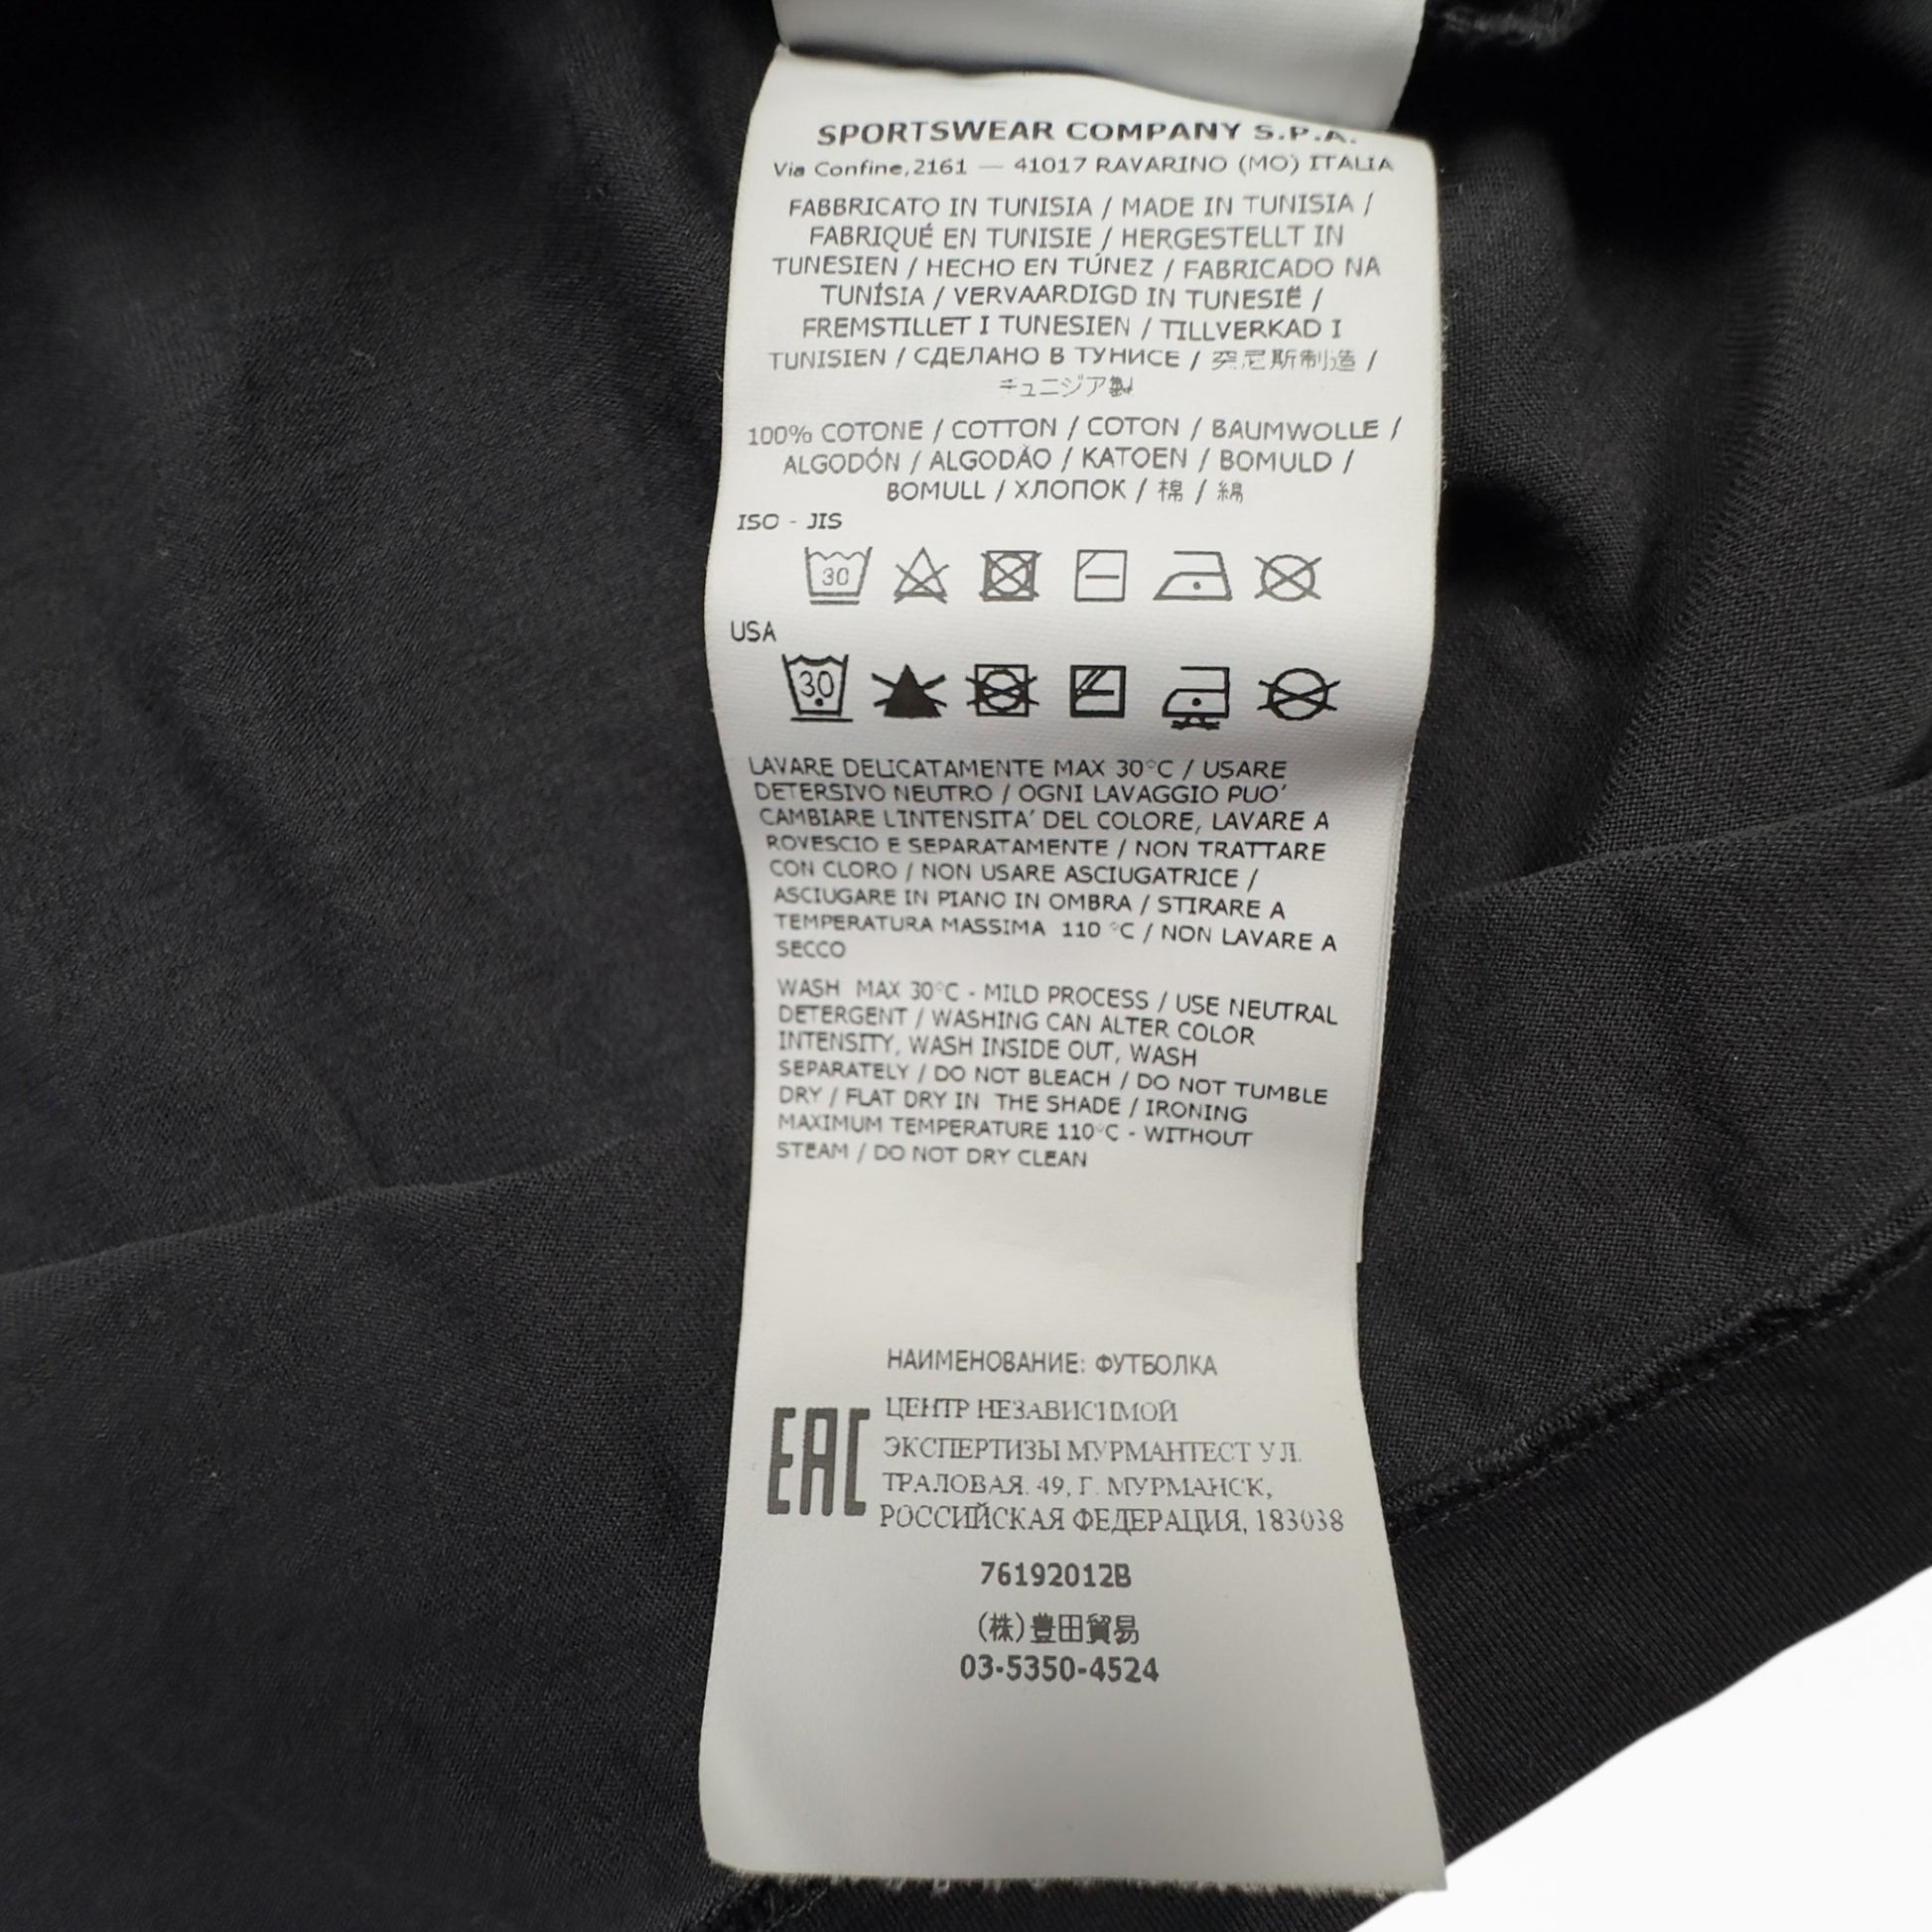 SPORTSWEAR COMPANY S.P.A.
Via Confine,2161 — 41017 RAVARINO (MO) ITALIA
FABBRICATO IN TUNISIA / MADE IN TUNISIA /
FABRIQUÉ EN TUNISIE / HERGESTELLT IN
TUNESIEN / HECHO EN TÚNEZ / FABRICADO NA
TUNÍSIA / VERVAARDIGD IN TUNESIË /
FREMSTILLET I TUNESIEN / TILLVERKAD I
TUNISIEN / СДЕЛАНО В ТУНИСЕ / 突尼斯制造 /
チュニジア製
100% COTONE / COTTON / COTON / BAUMWOLLE /
ALGODÓN / ALGODÃO / KATOEN / BOMULD /
BOMULL / ХЛОПОК / 棉 / 綿
ISO - JIS
30
USA
30
LAVARE DELICATAMENTE MAX 30°C / USARE
DETERSIVO NEUTRO / OGNI LAVAGGIO PUO'
CAMBIARE L'INTENSITA' DEL COLORE, LAVARE A
ROVESCIO E SEPARATAMENTE / NON TRATTARE
CON CLORO / NON USARE ASCIUGATRICE /
ASCIUGARE IN PIANO IN OMBRA / STIRARE A
TEMPERATURA MASSIMA 110 °C / NON LAVARE A
SECCO
WASH MAX 30°C - MILD PROCESS / USE NEUTRAL
DETERGENT / WASHING CAN ALTER COLOR
INTENSITY, WASH INSIDE OUT, WASH
SEPARATELY / DO NOT BLEACH / DO NOT TUMBLE
DRY / FLAT DRY IN THE SHADE / IRONING
MAXIMUM TEMPERATURE 110°C - WITHOUT
STEAM / DO NOT DRY CLEAN
НАИМЕНОВАНИЕ: ФУТБОЛКА
EAC
ЦЕНТР НЕЗАВИСИМОЙ
ЭКСПЕРТИЗЫ МУРМАНТЕСТ УЛ.
ТРАЛОВАЯ. 49, Г. МУРМАНСК,
РОССИЙСКАЯ ФЕДЕРАЦИЯ, 183038
76192012B
(株)豊田貿易
03-5350-4524